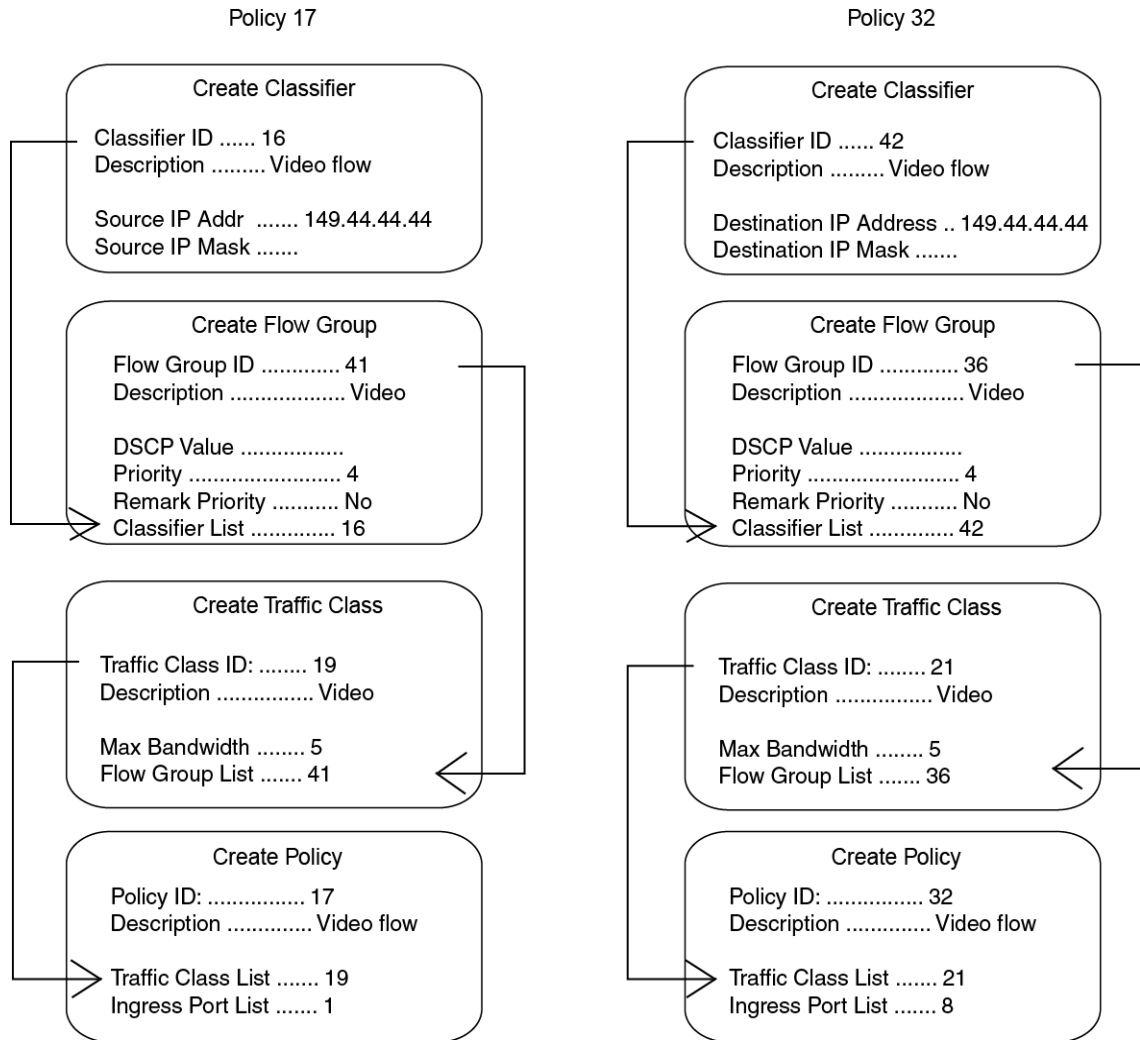 Policy 17
Create Classifier
Classifier ID ...... 16
Description ......... Video flow
Source IP Addr ....... 149.44.44.44
Source IP Mask .......
Create Flow Group
Flow Group ID ............. 41
Description ................... Video
DSCP Value .................
Priority ......................... 4
Remark Priority ........... No
Classifier List .............. 16
Create Traffic Class
Traffic Class ID: ........ 19
Description ................ Video
Max Bandwidth ........ 5
Flow Group List ....... 41
Create Policy
Policy ID: ................ 17
Description .............. Video flow
Traffic Class List ....... 19
Ingress Port List ....... 1
Policy 32
Create Classifier
Classifier ID ...... 42
Description ......... Video flow
Destination IP Address .. 149.44.44.44
Destination IP Mask .......
Create Flow Group
Flow Group ID ............. 36
Description ................... Video
DSCP Value .................
Priority ......................... 4
Remark Priority ........... No
Classifier List .............. 42
Create Traffic Class
Traffic Class ID: ........ 21
Description ................ Video
Max Bandwidth ........ 5
Flow Group List ....... 36
Create Policy
Policy ID: ................ 32
Description .............. Video flow
Traffic Class List ....... 21
Ingress Port List ....... 8